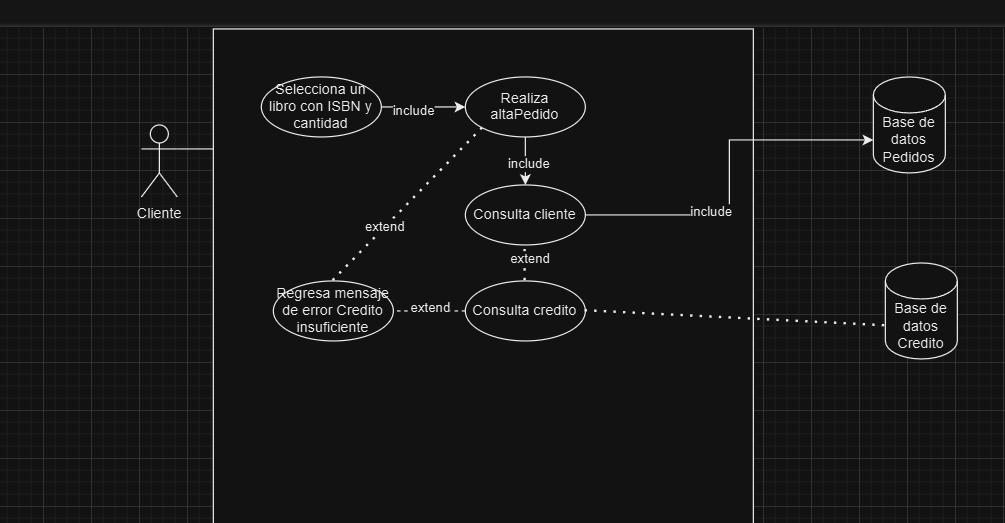 Selecciona un
libro con ISBN y
cantidad
include
Realiza
altaPedido
include
Base de
datos
Pedidos
Cliente
Consulta cliente
include
extend
extend
Regresa mensaje
de error Credito
insuficiente
extend
Consulta credito
Base de
datos
Credito